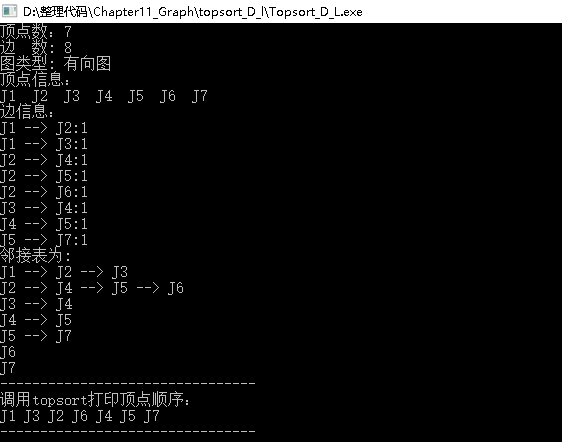 D:\整理代码\Chapter11_Graph\topsort_D_l\Topsort_D_L.exe
顶点数：7
边  数：8
图类型：有向图
顶点信息：
J1  J2  J3  J4  J5  J6  J7
边信息：
J1 --> J2:1
J1 --> J3:1
J2 --> J4:1
J2 --> J5:1
J2 --> J6:1
J3 --> J4:1
J4 --> J5:1
J5 --> J7:1
邻接表为:
J1 --> J2 --> J3
J2 --> J4 --> J5 --> J6
J3 --> J4
J4 --> J5
J5 --> J7
J6
J7
--------------------------------
调用topsort打印顶点顺序：
J1 J3 J2 J6 J4 J5 J7
--------------------------------